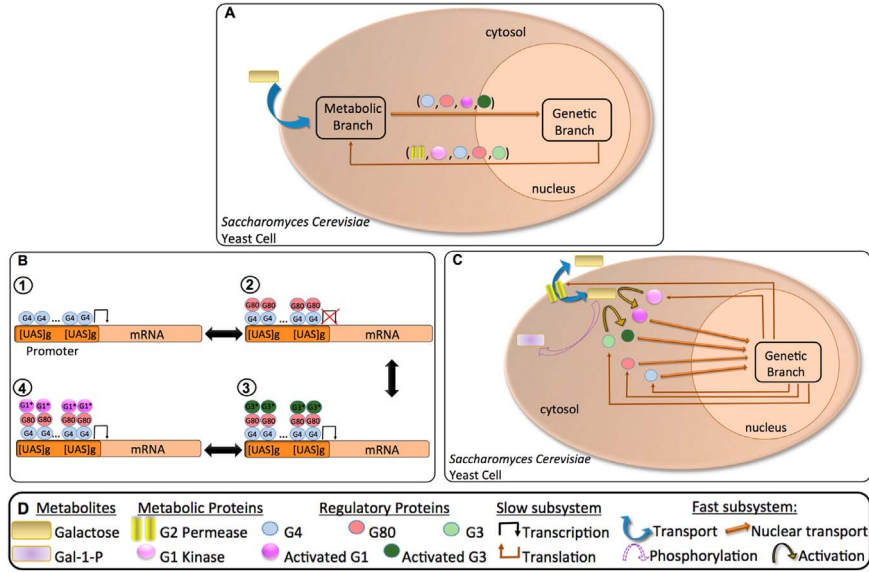 A
cytosol
Metabolic
Branch
( , , , )
Genetic
Branch
( , , , , )
nucleus
Saccharomyces Cerevisiae
Yeast Cell
B
1
G4 G4 ... G4 G4
[UAS]g [UAS]g mRNA
Promoter
2
G80 G80 G80 G80
G4 G4 ... G4 G4
[UAS]g [UAS]g mRNA
4
G1* G1* G1* G1*
G80 G80 G80 G80
G4 G4 ... G4 G4
[UAS]g [UAS]g mRNA
3
G3* G3* G3* G3*
G80 G80 G80 G80
G4 G4 ... G4 G4
[UAS]g [UAS]g mRNA
C
Genetic
Branch
cytosol
nucleus
Saccharomyces Cerevisiae
Yeast Cell
D Metabolites Metabolic Proteins Regulatory Proteins Slow subsystem Fast subsystem:
Galactose G2 Permease G4 G80 G3 Transcription Transport Nuclear transport
Gal-1-P G1 Kinase Activated G1 Activated G3 Translation Phosphorylation Activation